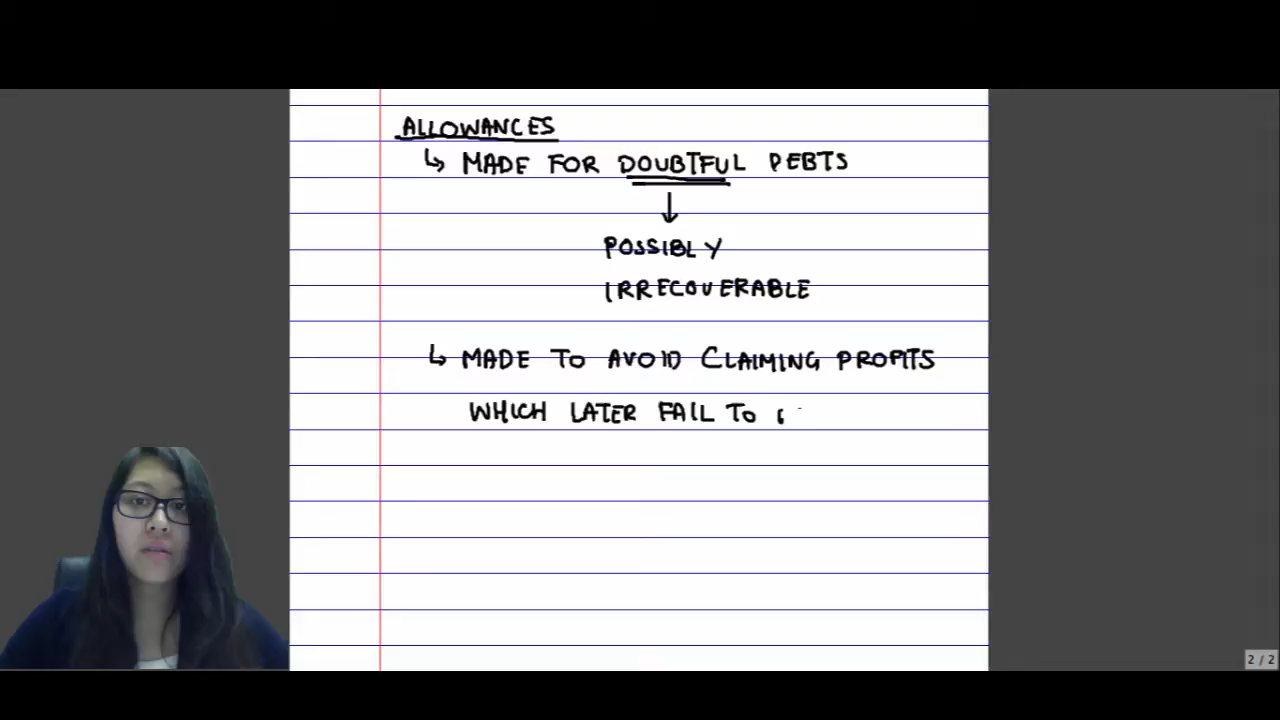 ALLOWANCES
↳ MADE FOR DOUBTFUL DEBTS
↓
POSSIBLY
IRRECOVERABLE
↳ MADE TO AVOID CLAIMING PROFITS
WHICH LATER FAIL TO
2 / 2